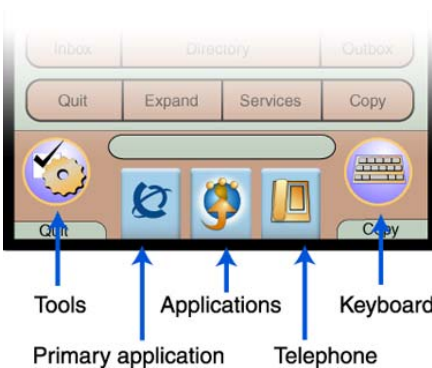 Inbox Directory Outbox
Quit Expand Services Copy
Quit Copy
Tools Applications Keyboard
Primary application Telephone